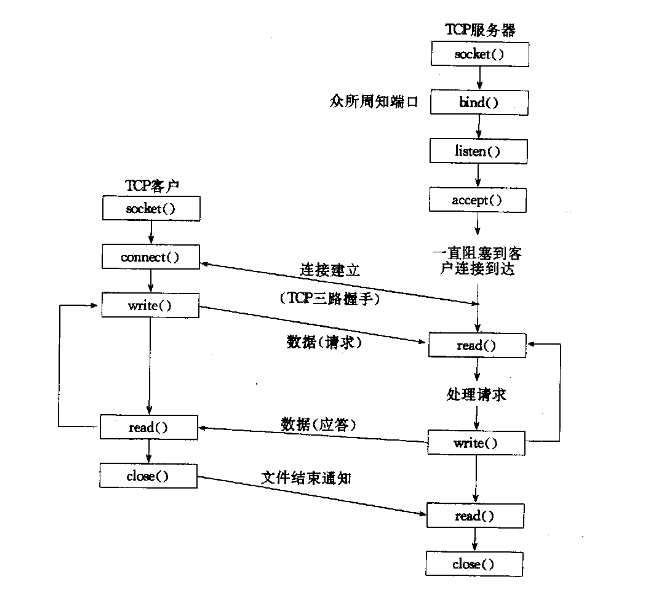 TCP服务器
socket()
众所周知端口
bind()
listen()
accept()
一直阻塞到客
户连接到达
TCP客户
socket()
connect()
连接建立
(TCP三路握手)
write()
数据(请求)
read()
处理请求
数据(应答)
read()
write()
close()
文件结束通知
read()
close()